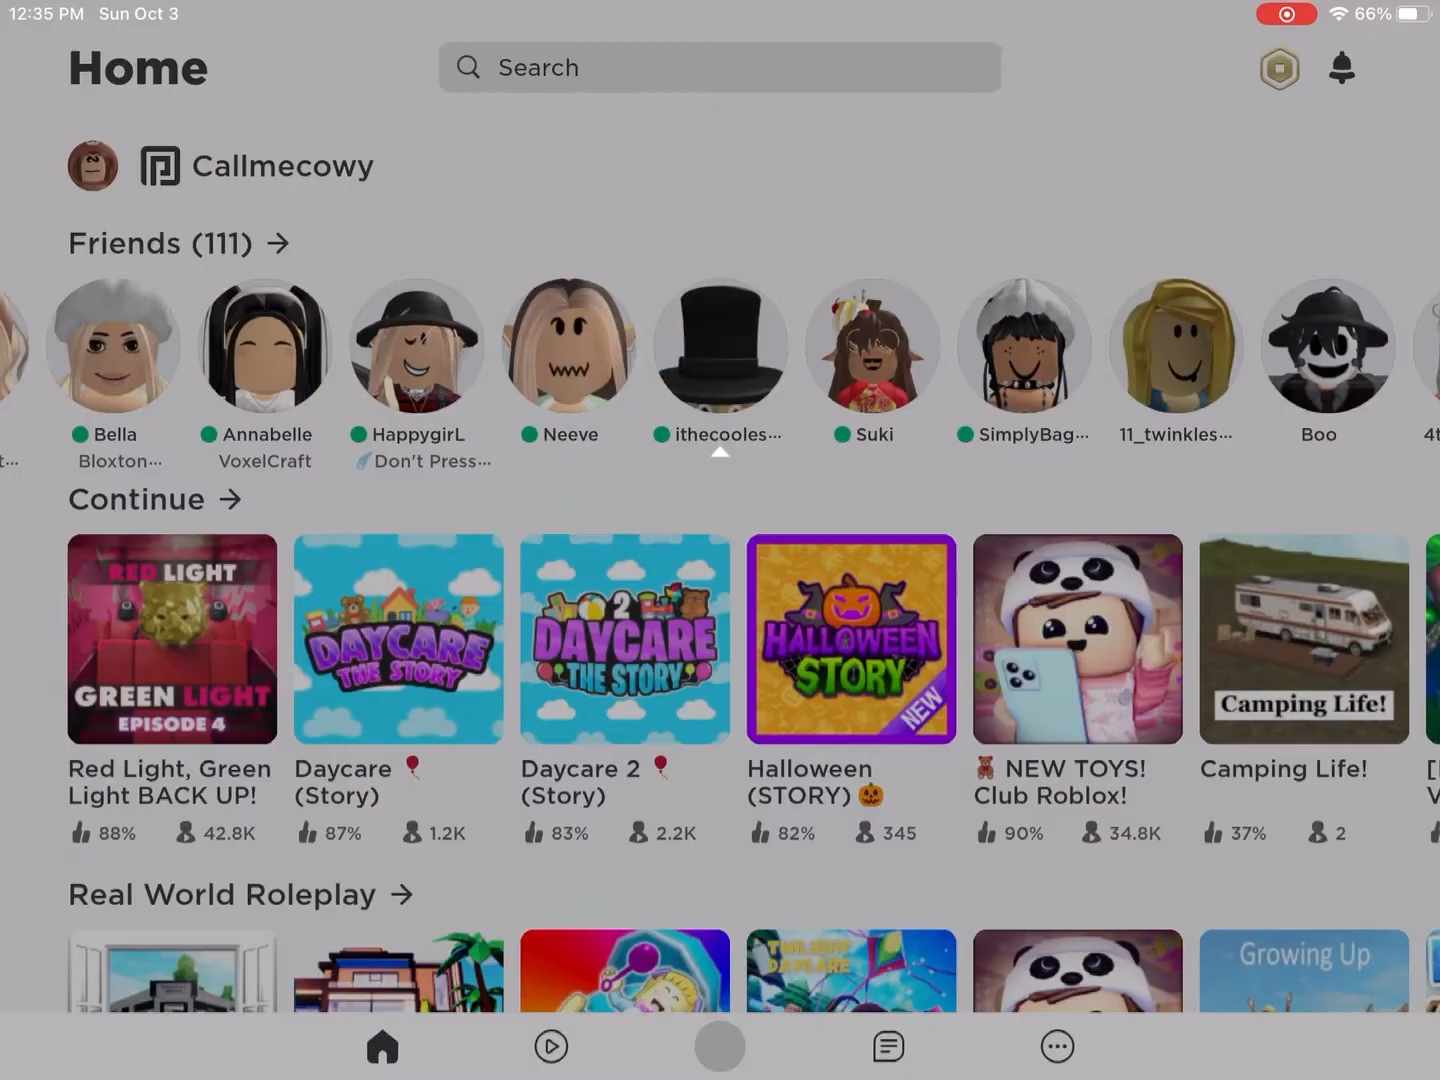 12:35 PM Sun Oct 3
66%
Home
Search
Callmecowy
Friends (111) →
Bella
Annabelle
HappygirL
Neeve
ithecooles...
Suki
SimplyBag...
11_twinkles...
Boo
Bloxton...
VoxelCraft
Don't Press...
Continue →
RED LIGHT
GREEN LIGHT
EPISODE 4
DAYCARE
THE STORY
2
DAYCARE
THE STORY
HALLOWEEN
STORY
NEW
Camping Life!
Red Light, Green
Light BACK UP!
Daycare 🎈
(Story)
Daycare 2 🎈
(Story)
Halloween
(STORY) 🎃
🧸 NEW TOYS!
Club Roblox!
Camping Life!
88% 42.8K
87% 1.2K
83% 2.2K
82% 345
90% 34.8K
37% 2
Real World Roleplay →
TWILIGHT
DAYCARE
Growing Up